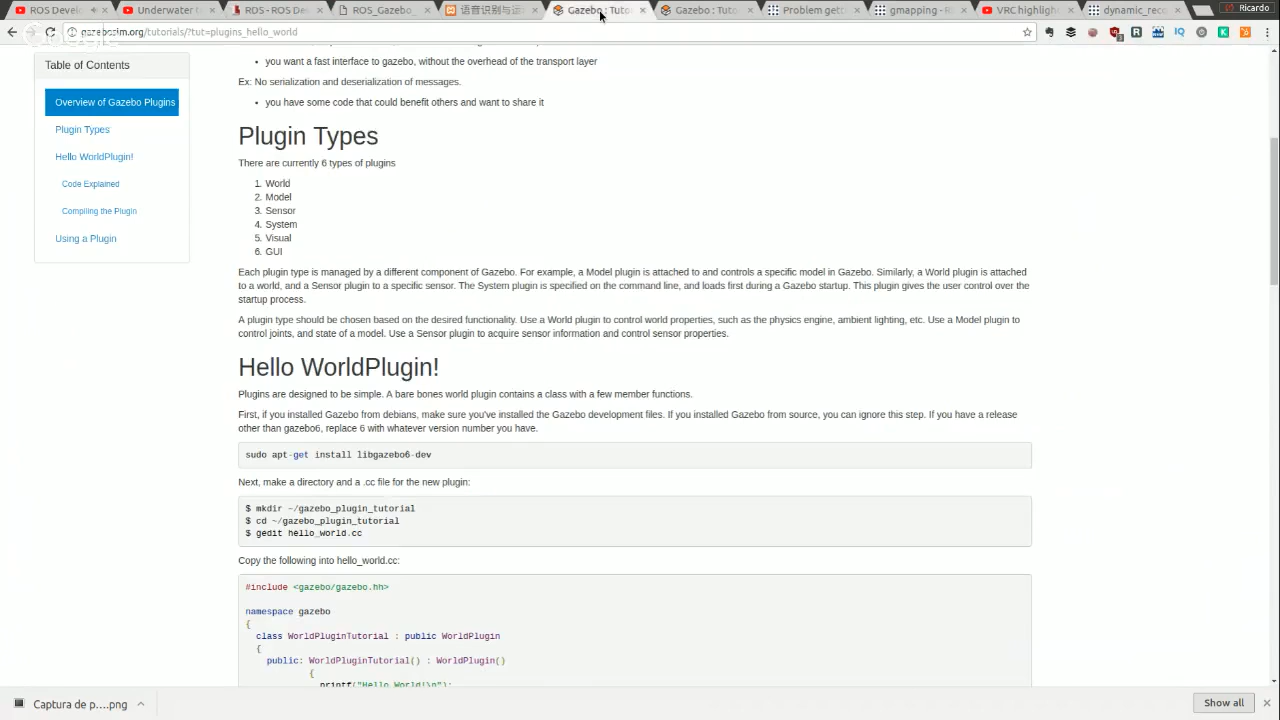 ROS Develo
Underwater t
ROS - ROS De
ROS_Gazebo_
语音识别与运
Gazebo : Tuto
Gazebo : Tuto
Problem gett
gmapping - Ro
VRC highligh
dynamic_reco
Ricardo
gazebosim.org/tutorials/?tut=plugins_hello_world
Table of Contents
Overview of Gazebo Plugins
Plugin Types
Hello WorldPlugin!
Code Explained
Compiling the Plugin
Using a Plugin
• you want a fast interface to gazebo, without the overhead of the transport layer
Ex: No serialization and deserialization of messages.
• you have some code that could benefit others and want to share it
Plugin Types
There are currently 6 types of plugins
1. World
2. Model
3. Sensor
4. System
5. Visual
6. GUI
Each plugin type is managed by a different component of Gazebo. For example, a Model plugin is attached to and controls a specific model in Gazebo. Similarly, a World plugin is attached
to a world, and a Sensor plugin to a specific sensor. The System plugin is specified on the command line, and loads first during a Gazebo startup. This plugin gives the user control over the
startup process.
A plugin type should be chosen based on the desired functionality. Use a World plugin to control world properties, such as the physics engine, ambient lighting, etc. Use a Model plugin to
control joints, and state of a model. Use a Sensor plugin to acquire sensor information and control sensor properties.
Hello WorldPlugin!
Plugins are designed to be simple. A bare bones world plugin contains a class with a few member functions.
First, if you installed Gazebo from debians, make sure you've installed the Gazebo development files. If you installed Gazebo from source, you can ignore this step. If you have a release
other than gazebo6, replace 6 with whatever version number you have.
sudo apt-get install libgazebo6-dev
Next, make a directory and a .cc file for the new plugin:
$ mkdir ~/gazebo_plugin_tutorial
$ cd ~/gazebo_plugin_tutorial
$ gedit hello_world.cc
Copy the following into hello_world.cc:
#include <gazebo/gazebo.hh>
namespace gazebo
{
class WorldPluginTutorial : public WorldPlugin
{
public: WorldPluginTutorial() : WorldPlugin()
{
printf("Hello World!\n");
Captura de p....png
Show all